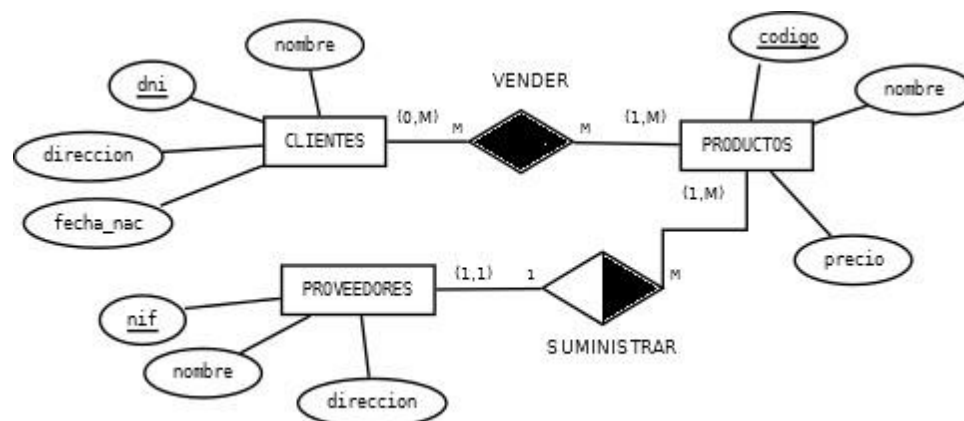 nombre
codigo
dni
VENDER
nombre
(0,M)
M
M
(1,M)
CLIENTES
PRODUCTOS
direccion
(1,M)
fecha_nac
precio
(1,1)
1
M
PROVEEDORES
nif
SUMINISTRAR
nombre
direccion